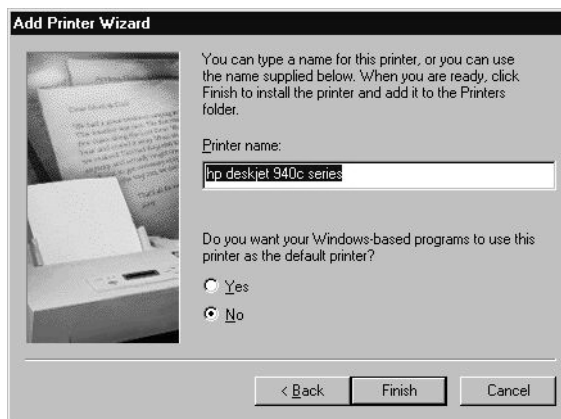 Add Printer Wizard
You can type a name for this printer, or you can use
the name supplied below. When you are ready, click
Finish to install the printer and add it to the Printers
folder.
Printer name:
hp deskjet 940c series
Do you want your Windows-based programs to use this
printer as the default printer?
Yes
No
< Back
Finish
Cancel